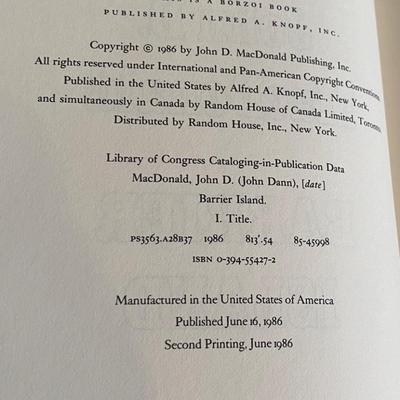 IS A BORZOI BOOK
PUBLISHED BY ALFRED A. KNOPF, INC.
Copyright © 1986 by John D. MacDonald Publishing, Inc.
All rights reserved under International and Pan-American Copyright Conventions.
Published in the United States by Alfred A. Knopf, Inc., New York,
and simultaneously in Canada by Random House of Canada Limited, Toronto.
Distributed by Random House, Inc., New York.
Library of Congress Cataloging-in-Publication Data
MacDonald, John D. (John Dann), [date]
Barrier Island.
I. Title.
PS3563.A28B37 1986 813'.54 85-45998
ISBN 0-394-55427-2
Manufactured in the United States of America
Published June 16, 1986
Second Printing, June 1986